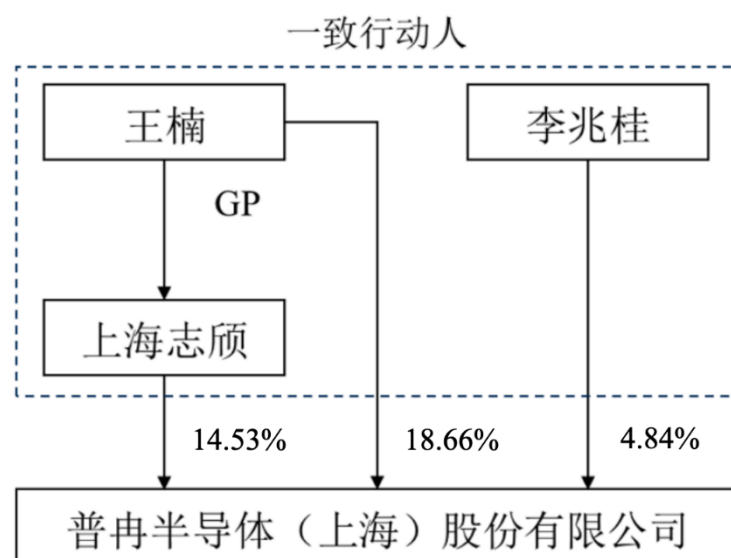 一致行动人
王楠
李兆桂
GP
上海志颀
14.53%
18.66%
4.84%
普冉半导体（上海）股份有限公司